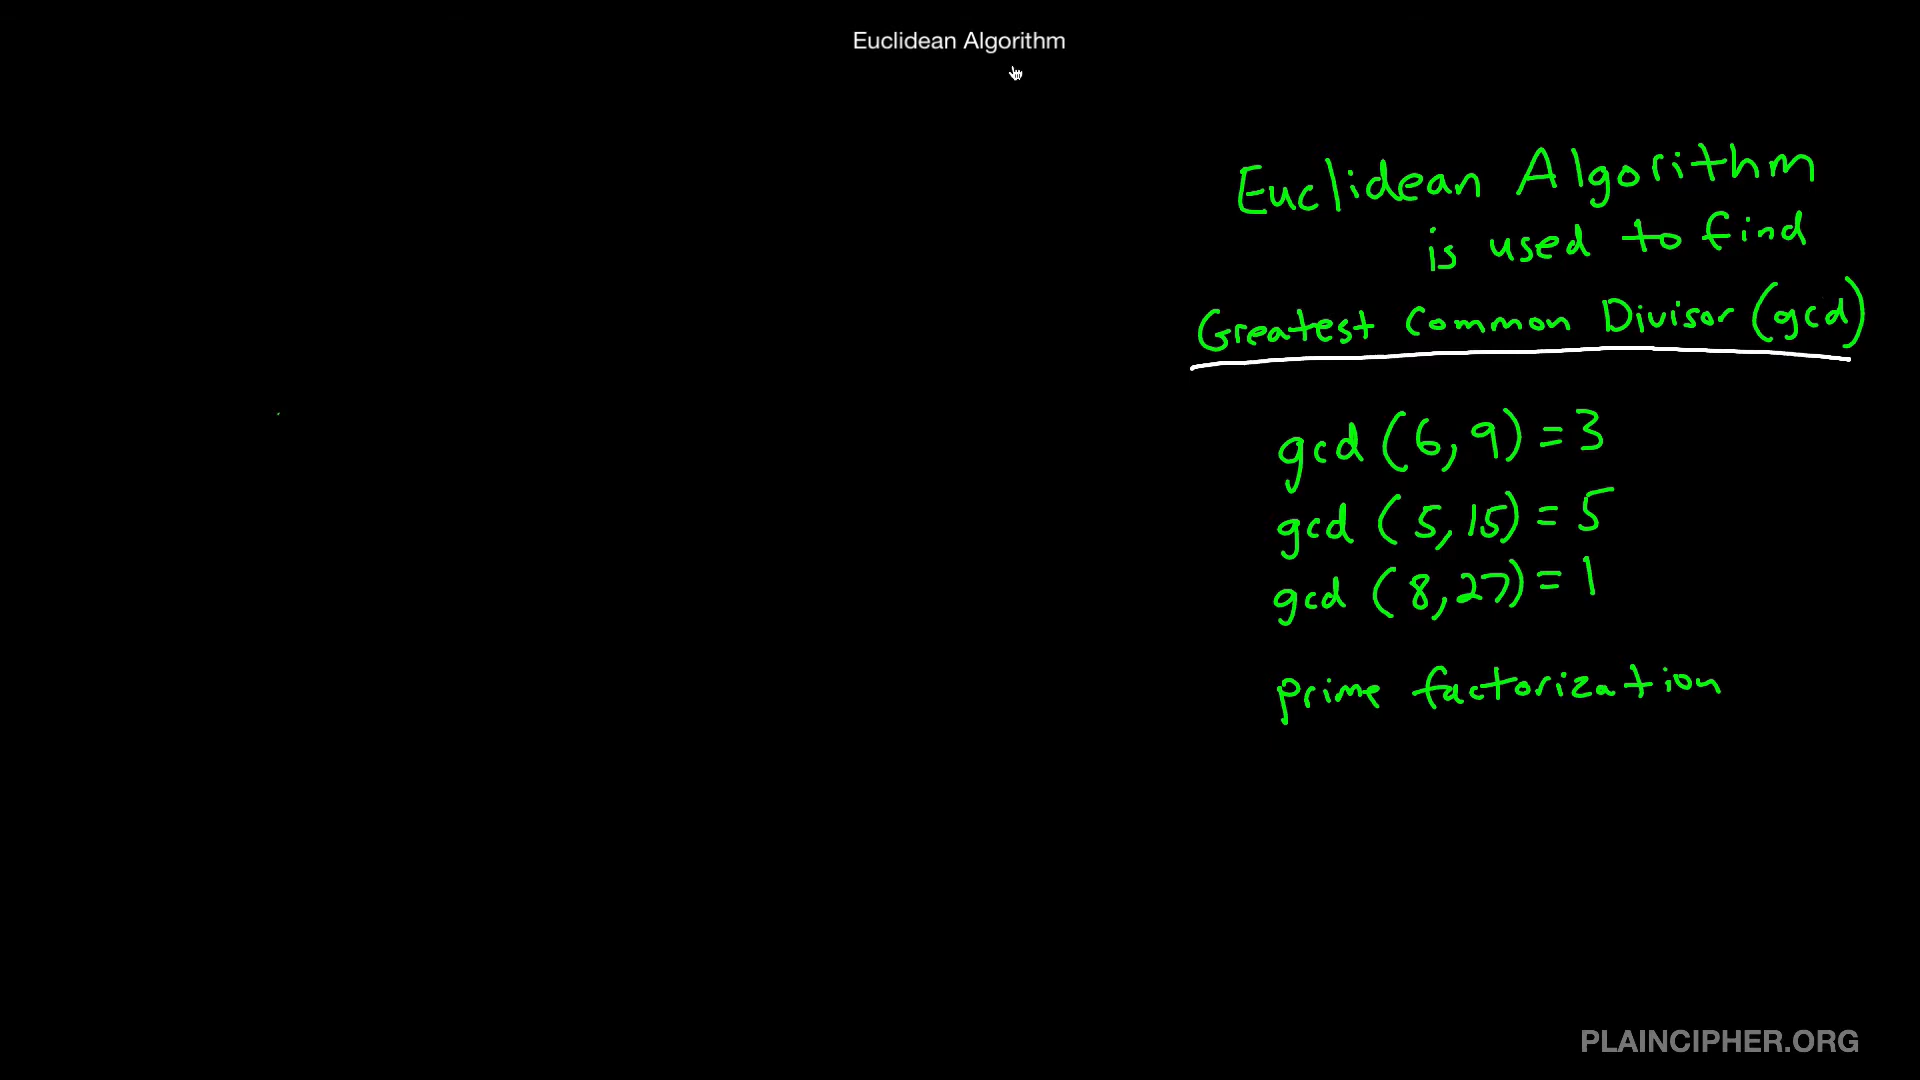 Euclidean Algorithm
Euclidean Algorithm
is used to find
Greatest Common Divisor (gcd)
gcd (6,9) = 3
gcd (5,15) = 5
gcd (8,27) = 1
prime factorization
PLAINCIPHER.ORG